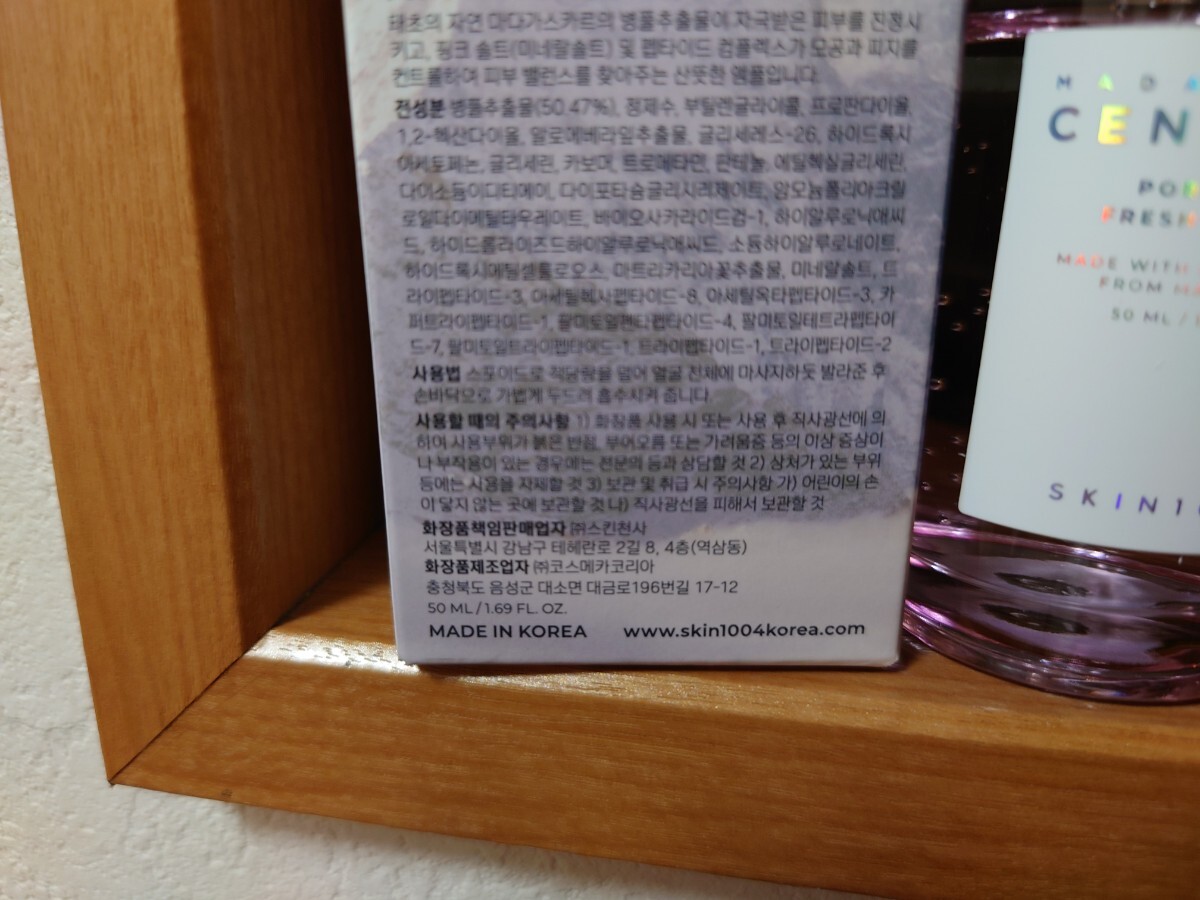 태초의 자연 마다가스카르의 병풀추출물이 자극받은 피부를 진정시
키고, 핑크 솔트(미네랄솔트) 및 펩타이드 컴플렉스가 모공과 피지를
컨트롤하여 피부 밸런스를 찾아주는 산뜻한 앰플입니다.
전성분 병풀추출물(50.47%), 정제수, 부틸렌글라이콜, 프로판다이올,
1,2-헥산다이올, 알로에베라잎추출물, 글리세레스-26, 하이드록시
아세토페논, 글리세린, 카보머, 트로메타민, 판테놀, 에틸헥실글리세린,
다이소듐이디티에이, 다이포타슘글리시리제이트, 암모늄폴리아크릴
로일다이메틸타우레이트, 바이오사카라이드검-1, 하이알루로닉애씨
드, 하이드롤라이즈드하이알루로닉애씨드, 소듐하이알루로네이트,
하이드록시메틸셀룰로오스, 마트리카리아꽃추출물, 미네랄솔트, 트
라이펩타이드-3, 아세틸헥사펩타이드-8, 아세틸옥타펩타이드-3, 카
퍼트라이펩타이드-1, 팔미토일펜타펩타이드-4, 팔미토일테트라펩타이
드-7, 팔미토일트라이펩타이드-1, 트라이펩타이드-1, 트라이펩타이드-2
사용법 스포이드로 적당량을 덜어 얼굴 전체에 마사지하듯 발라준 후
손바닥으로 가볍게 두드려 흡수시켜 줍니다.
사용할 때의 주의사항 1) 화장품 사용 시 또는 사용 후 직사광선에 의
하여 사용부위가 붉은 반점, 부어오름 또는 가려움증 등의 이상 증상이
나 부작용이 있는 경우에는 전문의 등과 상담할 것 2) 상처가 있는 부위
등에는 사용을 자제할 것 3) 보관 및 취급 시 주의사항 가) 어린이의 손
이 닿지 않는 곳에 보관할 것 나) 직사광선을 피해서 보관할 것
화장품책임판매업자 ㈜스킨천사
서울특별시 강남구 테헤란로 2길 8, 4층(역삼동)
화장품제조업자 ㈜코스메카코리아
충청북도 음성군 대소면 대금로196번길 17-12
50 ML / 1.69 FL. OZ.
MADE IN KOREA www.skin1004korea.com
MADA
CEN
PO
FRESH
MADE WITH
FROM MA
50 ML /
SKIN10